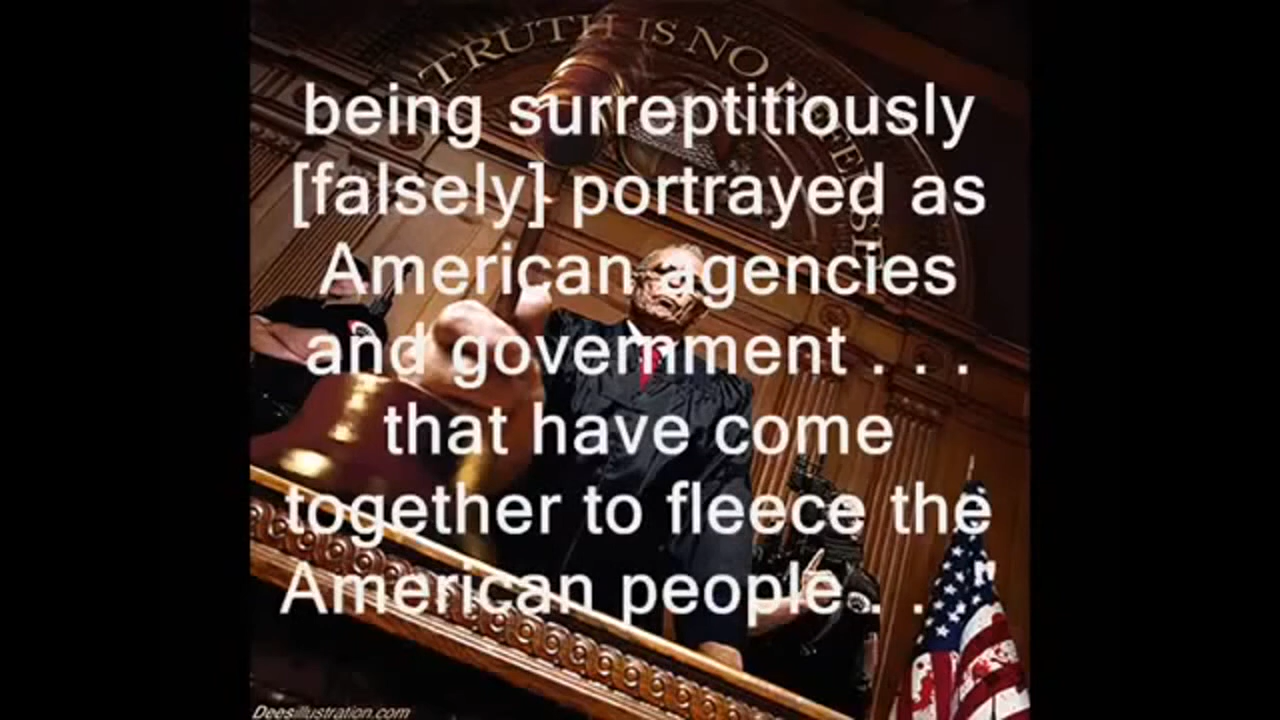 TRUTH IS NO DEFENSE
being surreptitiously
[falsely] portrayed as
American agencies
and government . . .
that have come
together to fleece the
American people . . "
Deesillustration.com